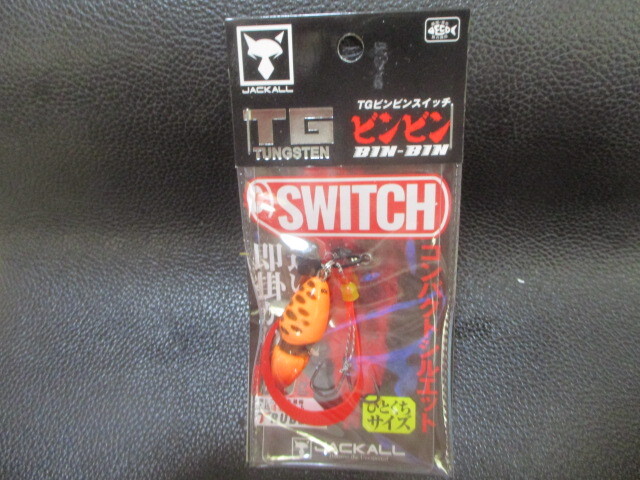 JACKALL
TGビンビンスイッチ
TG
TUNGSTEN
ビンビン
BIN-BIN
SWITCH
コンパクトシルエット
即掛
ひとくち
サイズ
JACKALL